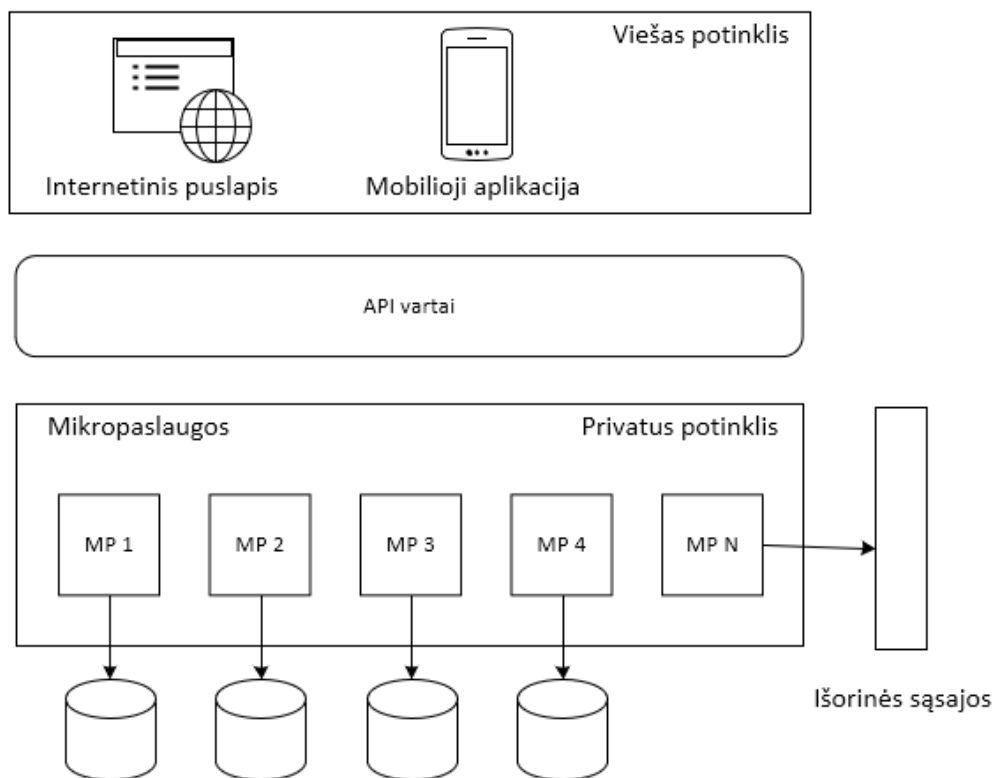 Viešas potinklis
Internetinis puslapis
Mobilioji aplikacija
API vartai
Mikropaslaugos
Privatus potinklis
MP 1
MP 2
MP 3
MP 4
MP N
Išorinės sąsajos